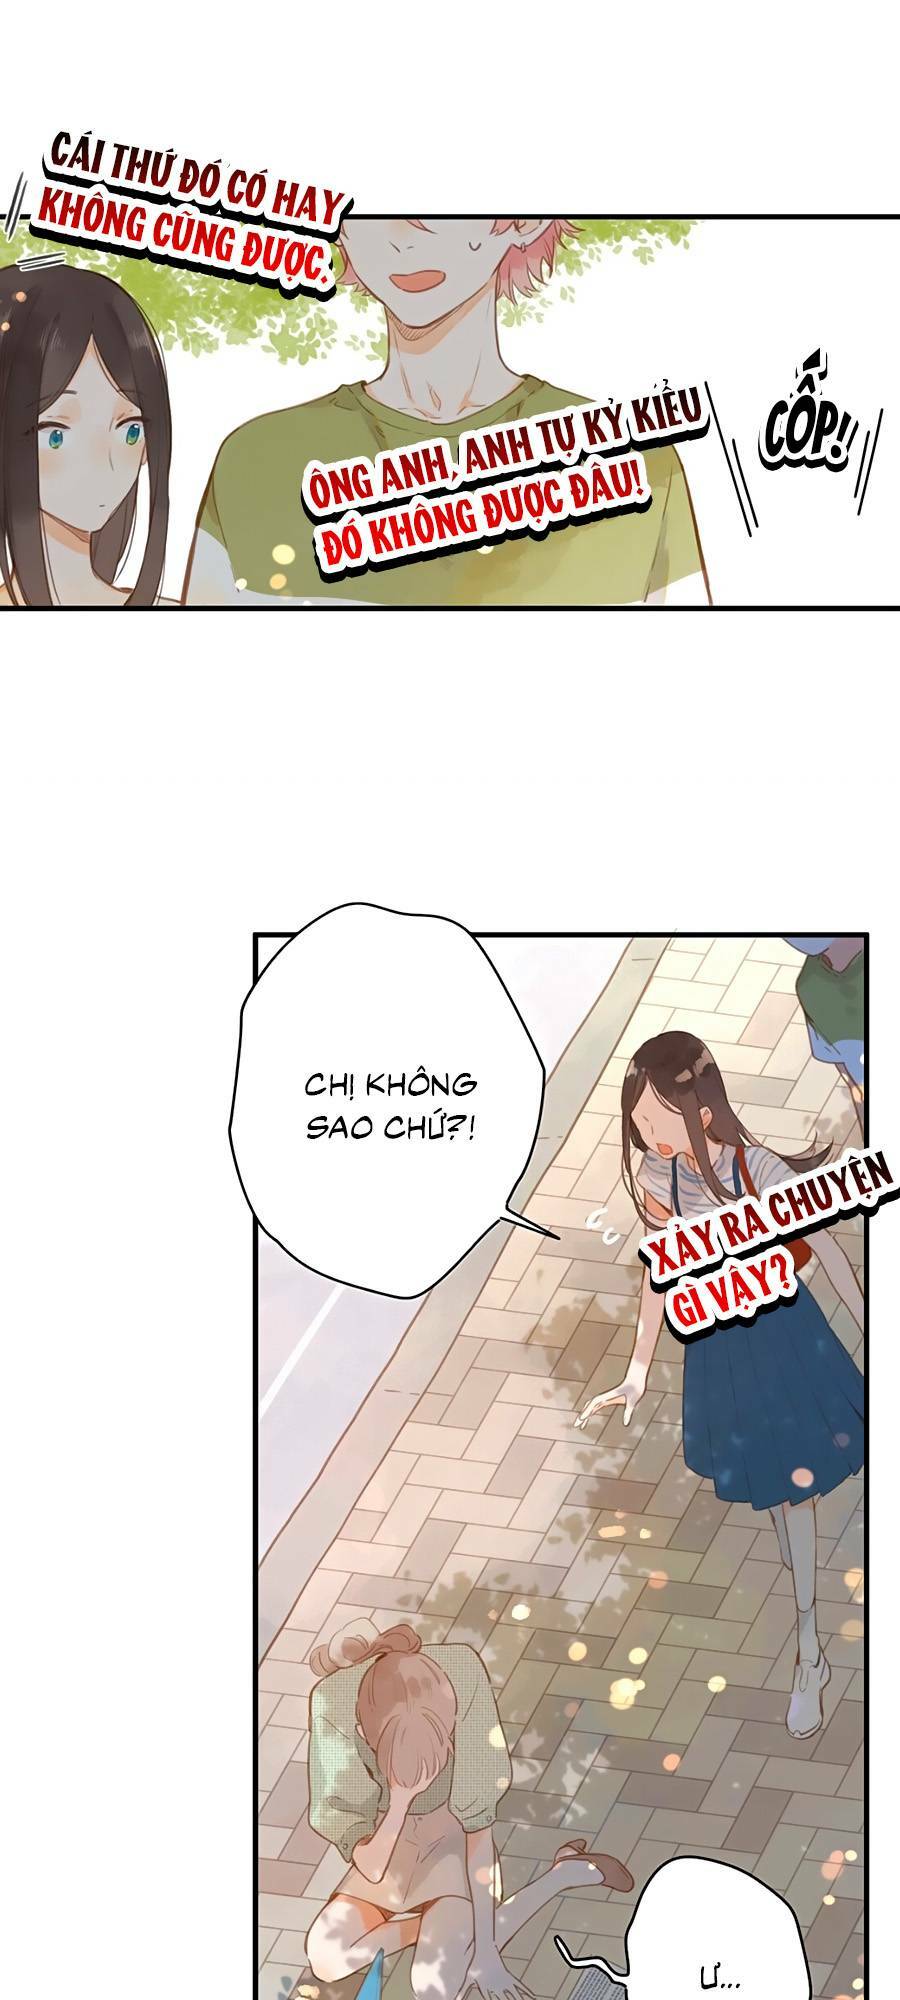 CÁI THỨ ĐÓ CÓ HAY
KHÔNG CŨNG ĐƯỢC.
ÔNG ANH, ANH TỰ KỶ KIỂU
ĐÓ KHÔNG ĐƯỢC ĐÂU!
CỐP!!
CHỊ KHÔNG
SAO CHỨ?!
XẢY RA CHUYỆN
GÌ VẬY?
Ư...